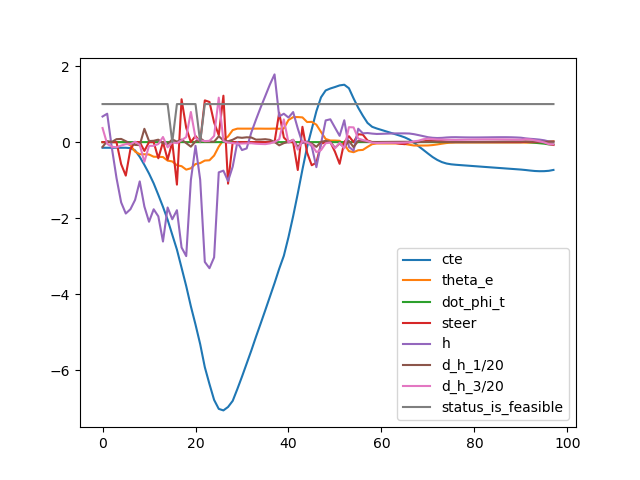 2
0
−2
−4
−6
0
20
40
60
80
100
cte
theta_e
dot_phi_t
steer
h
d_h_1/20
d_h_3/20
status_is_feasible